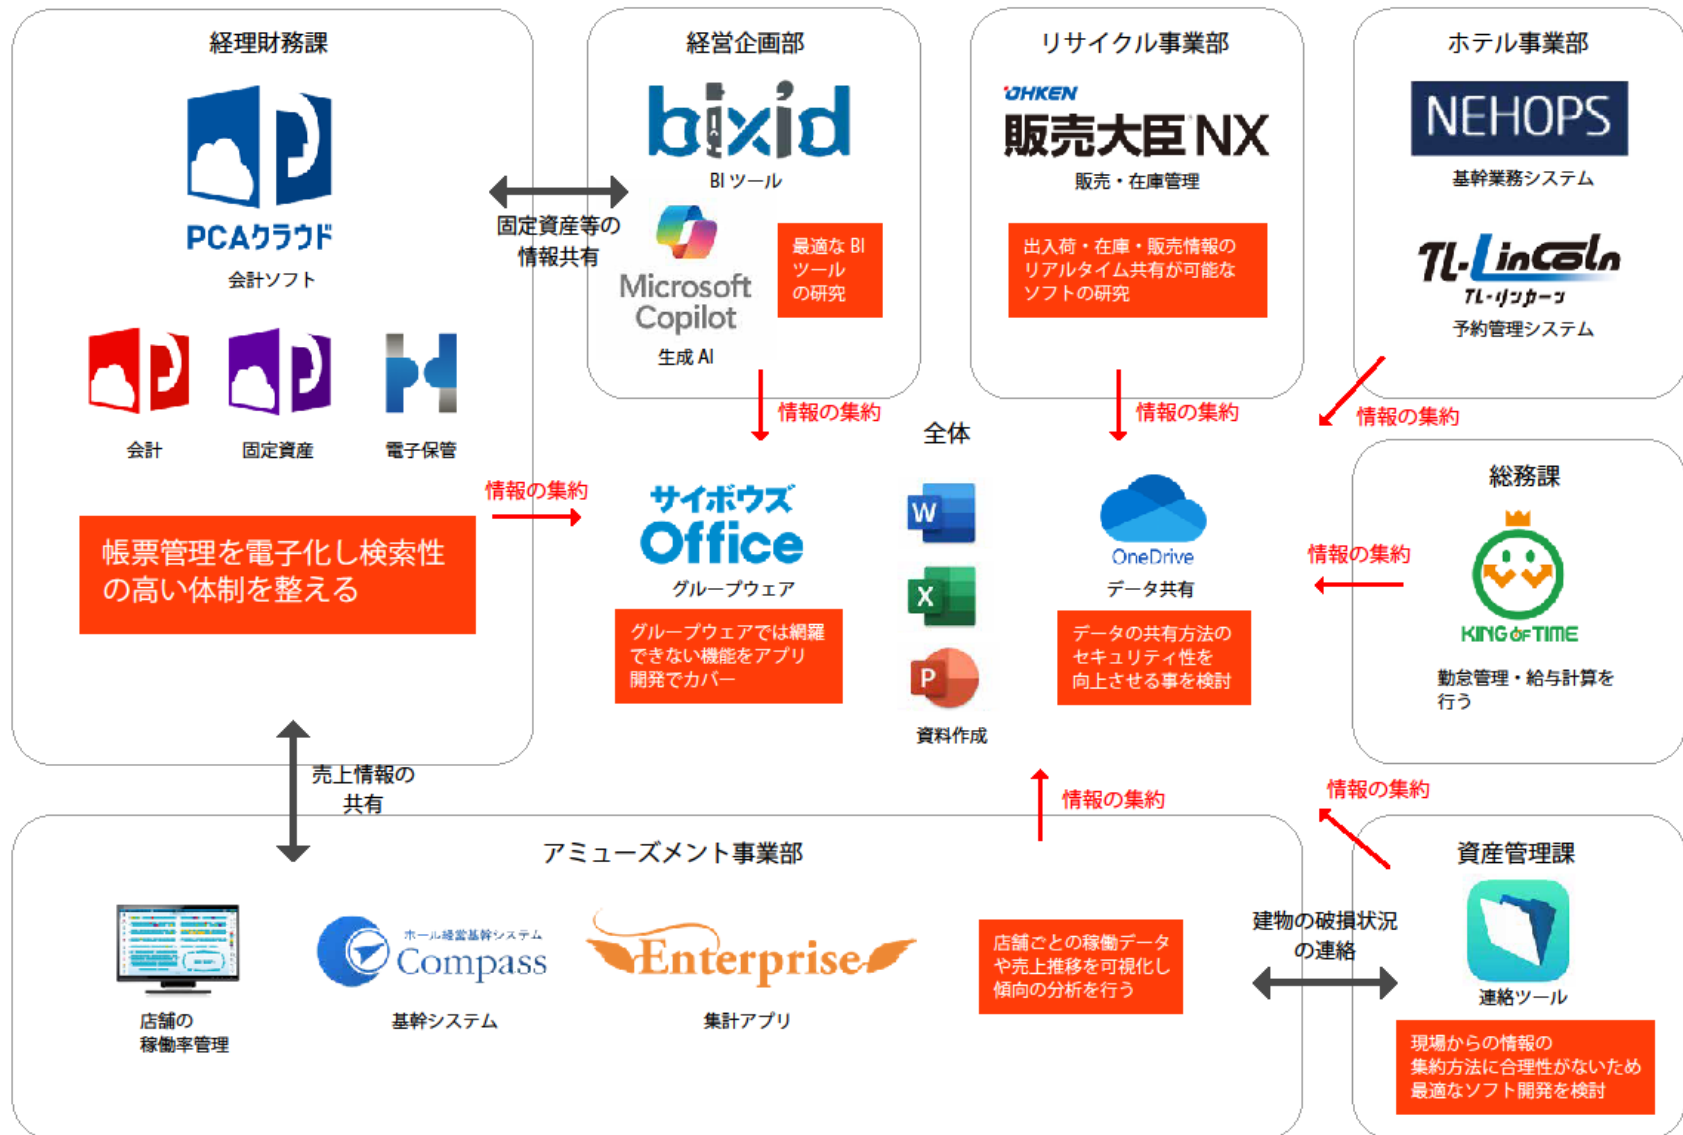 経理財務課
PCAクラウド
会計ソフト
会計
固定資産
電子保管
帳票管理を電子化し検索性
の高い体制を整える
固定資産等の
情報共有
経営企画部
bixid
BI ツール
Microsoft
Copilot
生成 AI
最適な BI
ツール
の研究
リサイクル事業部
OHKEN
販売大臣NX
販売・在庫管理
出入荷・在庫・販売情報の
リアルタイム共有が可能な
ソフトの研究
ホテル事業部
NEHOPS
基幹業務システム
TL-Lincoln
TL-リンカーン
予約管理システム
情報の集約
情報の集約
情報の集約
情報の集約
全体
サイボウズ
Office
グループウェア
グループウェアでは網羅
できない機能をアプリ
開発でカバー
W
X
P
資料作成
OneDrive
データ共有
データの共有方法の
セキュリティ性を
向上させる事を検討
情報の集約
総務課
KING OF TIME
勤怠管理・給与計算を
行う
売上情報の
共有
情報の集約
情報の集約
アミューズメント事業部
店舗の
稼働率管理
ホール経営基幹システム
Compass
基幹システム
Enterprise
集計アプリ
店舗ごとの稼働データ
や売上推移を可視化し
傾向の分析を行う
建物の破損状況
の連絡
資産管理課
連絡ツール
現場からの情報の
集約方法に合理性がないため
最適なソフト開発を検討